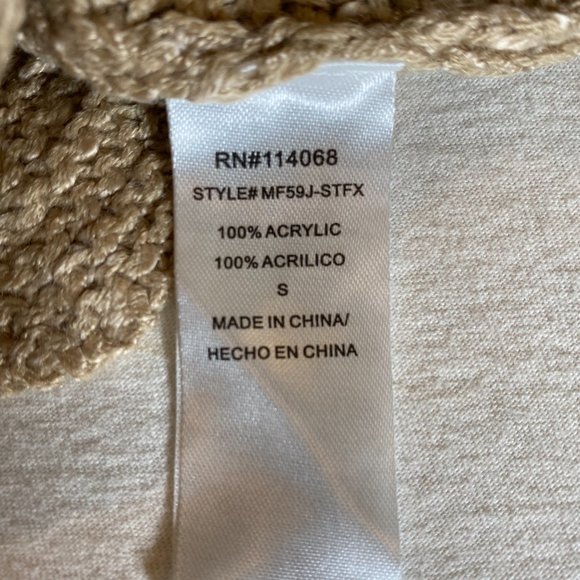 RN#114068
STYLE# MF59J-STFX
100% ACRYLIC
100% ACRILICO
S
MADE IN CHINA/
HECHO EN CHINA